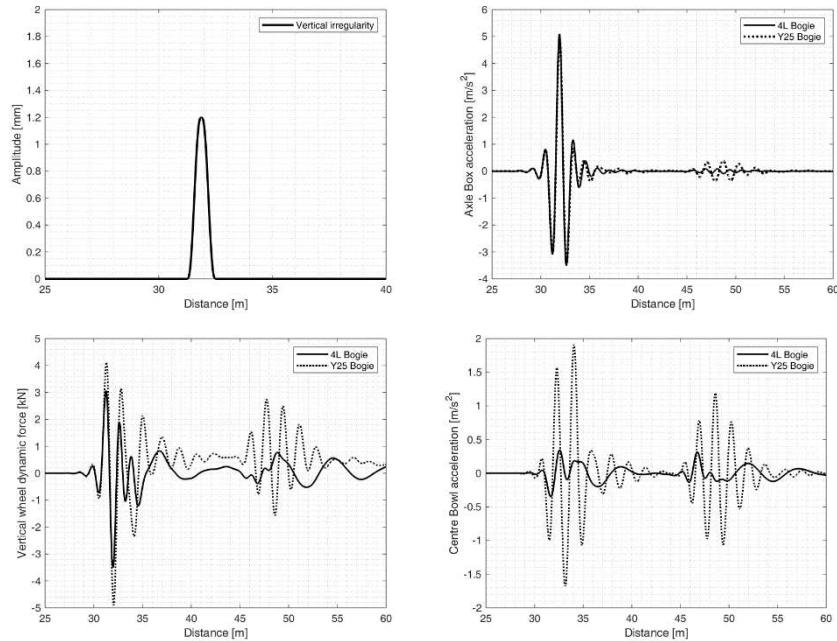 2
1.8
1.6
1.4
1.2
1
0.8
0.6
0.4
0.2
0
Amplitude [mm]
Vertical irregularity
25 30 35 40
Distance [m]
6
5
4
3
2
1
0
-1
-2
-3
-4
Axle Box acceleration [m/s²]
4L Bogie
Y25 Bogie
25 30 35 40 45 50 55 60
Distance [m]
5
4
3
2
1
0
-1
-2
-3
-4
-5
Vertical wheel dynamic force [kN]
4L Bogie
Y25 Bogie
25 30 35 40 45 50 55 60
Distance [m]
2
1.5
1
0.5
0
-0.5
-1
-1.5
-2
Centre Bowl acceleration [m/s²]
4L Bogie
Y25 Bogie
25 30 35 40 45 50 55 60
Distance [m]